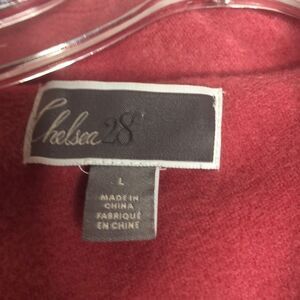 Chelsea28
L
MADE IN
CHINA
FABRIQUÉ
EN CHINE